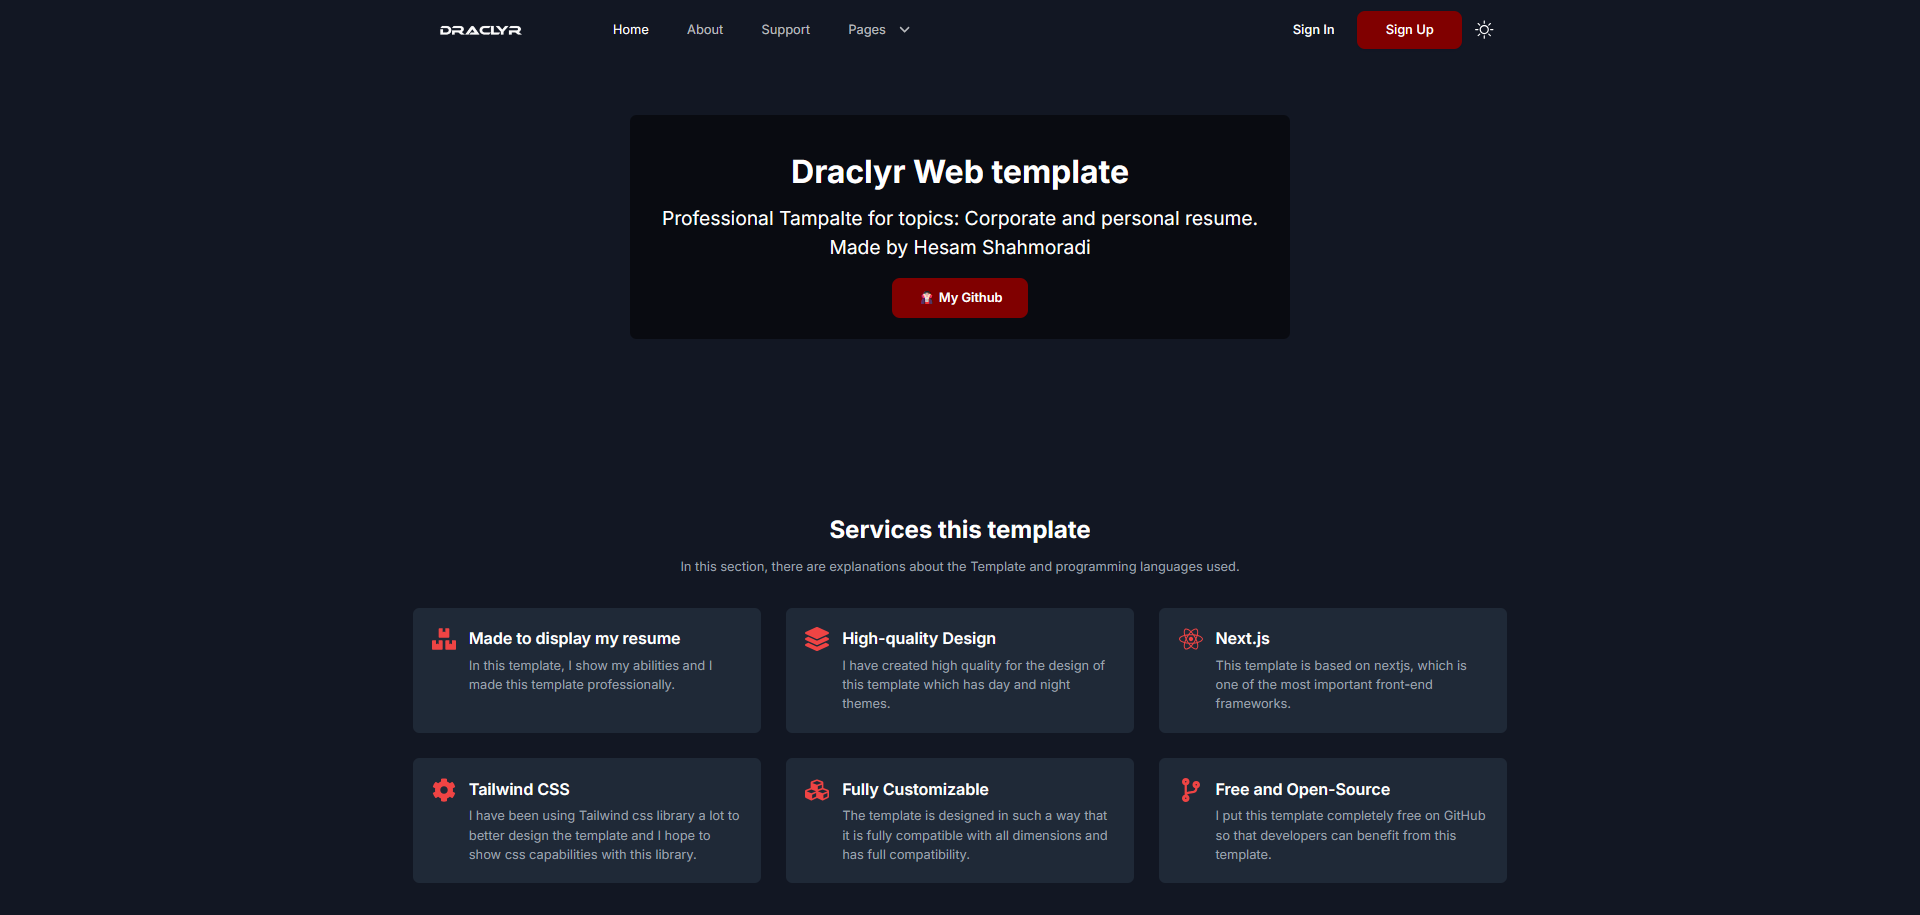 DRACLYR
Home
About
Support
Pages
Sign In
Sign Up
Draclyr Web template
Professional Tampalte for topics: Corporate and personal resume.
Made by Hesam Shahmoradi
My Github
Services this template
In this section, there are explanations about the Template and programming languages used.
Made to display my resume
In this template, I show my abilities and I
made this template professionally.
High-quality Design
I have created high quality for the design of
this template which has day and night
themes.
Next.js
This template is based on nextjs, which is
one of the most important front-end
frameworks.
Tailwind CSS
I have been using Tailwind css library a lot to
better design the template and I hope to
show css capabilities with this library.
Fully Customizable
The template is designed in such a way that
it is fully compatible with all dimensions and
has full compatibility.
Free and Open-Source
I put this template completely free on GitHub
so that developers can benefit from this
template.